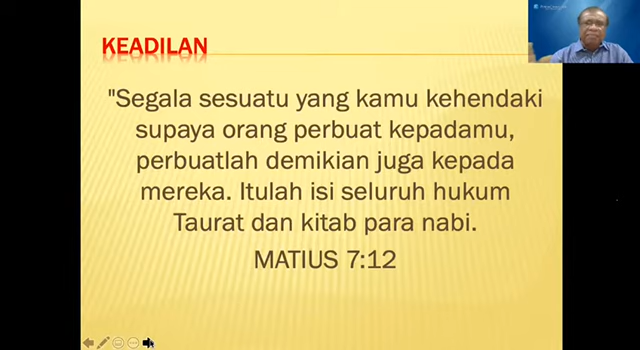 KEADILAN
"Segala sesuatu yang kamu kehendaki
supaya orang perbuat kepadamu,
perbuatlah demikian juga kepada
mereka. Itulah isi seluruh hukum
Taurat dan kitab para nabi.
MATIUS 7:12